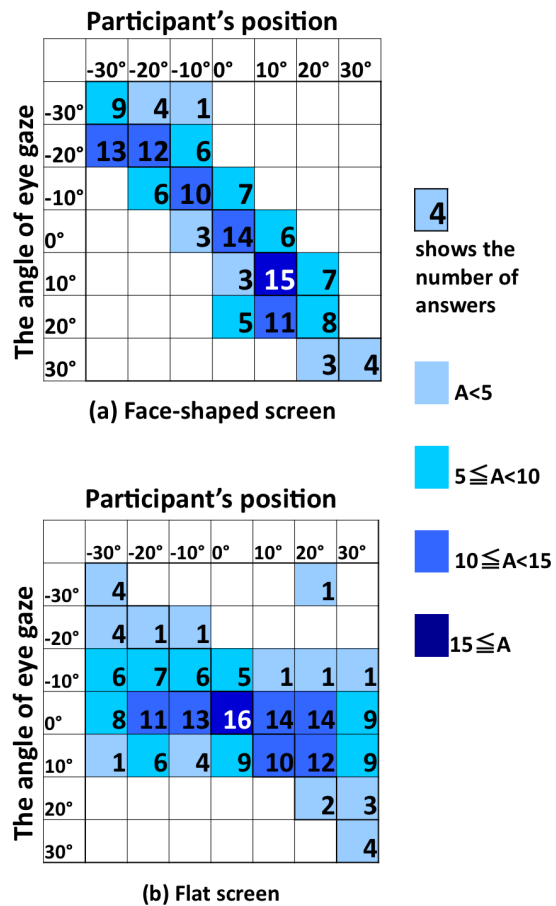 Participant's position
-30° -20° -10° 0° 10° 20° 30°
The angle of eye gaze
-30° 9 4 1
-20° 13 12 6
-10° 6 10 7
0° 3 14 6
10° 3 15 7
20° 5 11 8
30° 3 4
(a) Face-shaped screen
4
shows the
number of
answers
A<5
5≦A<10
10≦A<15
15≦A
Participant's position
-30° -20° -10° 0° 10° 20° 30°
The angle of eye gaze
-30° 4 1
-20° 4 1 1
-10° 6 7 6 5 1 1 1
0° 8 11 13 16 14 14 9
10° 1 6 4 9 10 12 9
20° 2 3
30° 4
(b) Flat screen